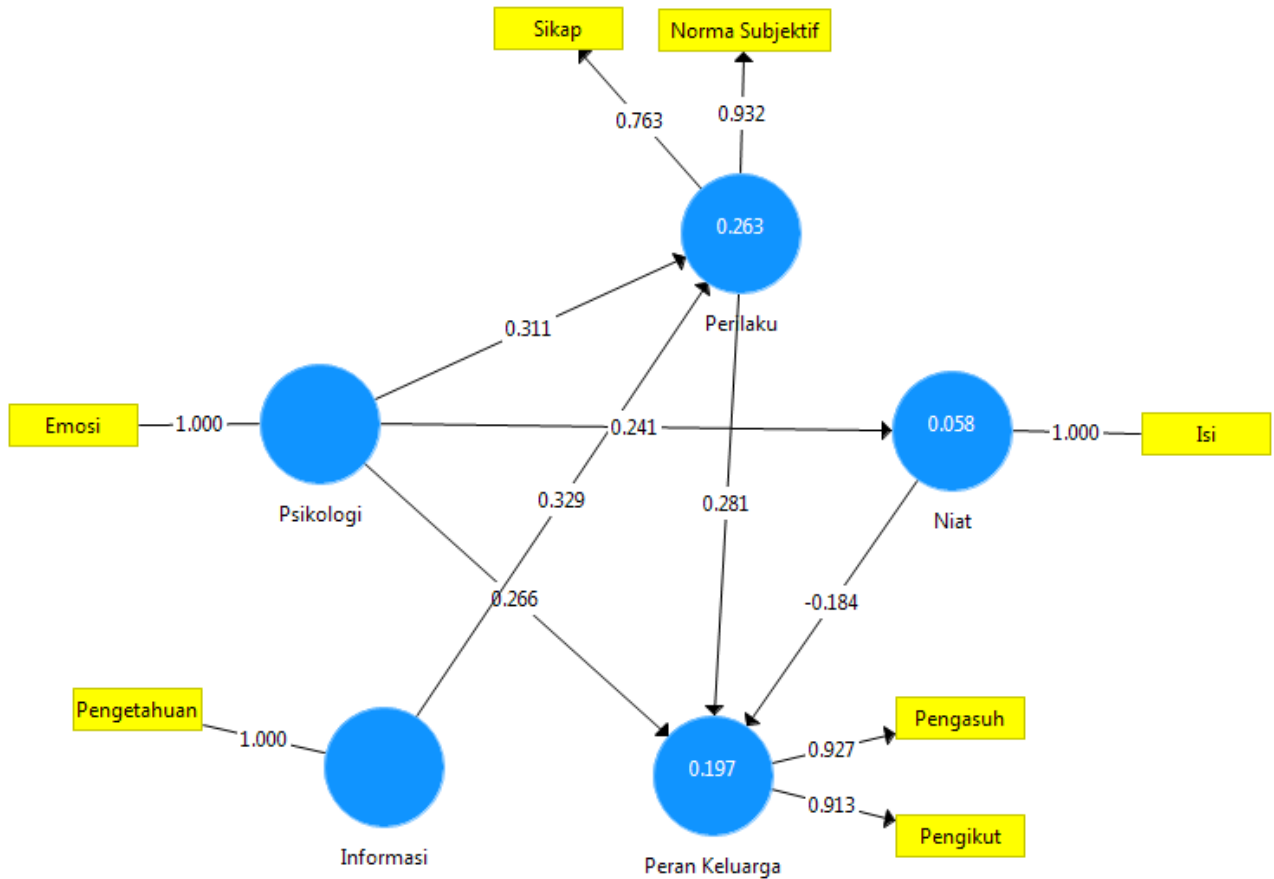 Sikap
Norma Subjektif
0.763
0.932
0.263
Perilaku
0.311
Emosi
1.000
0.241
0.058
1.000
Isi
Psikologi
0.329
0.281
Niat
0.266
-0.184
Pengetahuan
1.000
Pengasuh
0.927
0.197
0.913
Pengikut
Informasi
Peran Keluarga